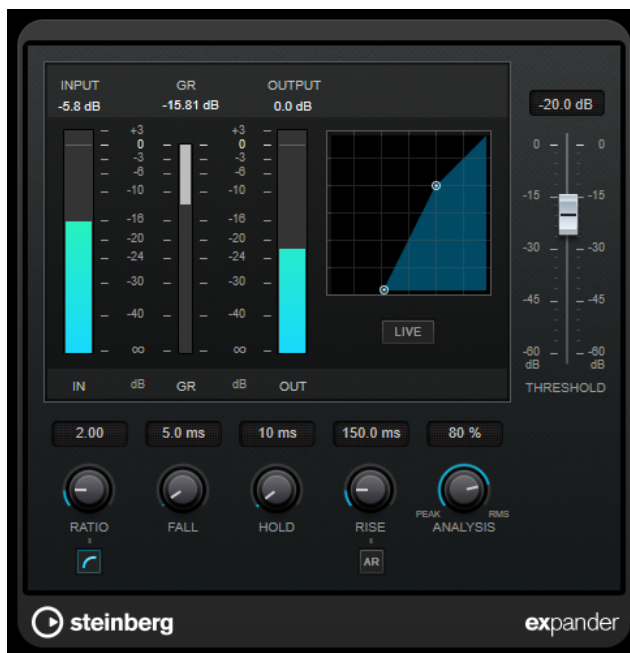 INPUT GR OUTPUT
-5.8 dB -15.81 dB 0.0 dB
-20.0 dB
+3 +3
0 0
-3 -3
-6 -6
-10 -10
-16 -16
-20 -20
-24 -24
-30 -30
-40 -40
∞ ∞
IN dB GR dB OUT
LIVE
0 0
-15 -15
-30 -30
-45 -45
-60 -60
dB dB
THRESHOLD
2.00 5.0 ms 10 ms 150.0 ms 80 %
PEAK RMS
RATIO FALL HOLD RISE ANALYSIS
AR
steinberg expander